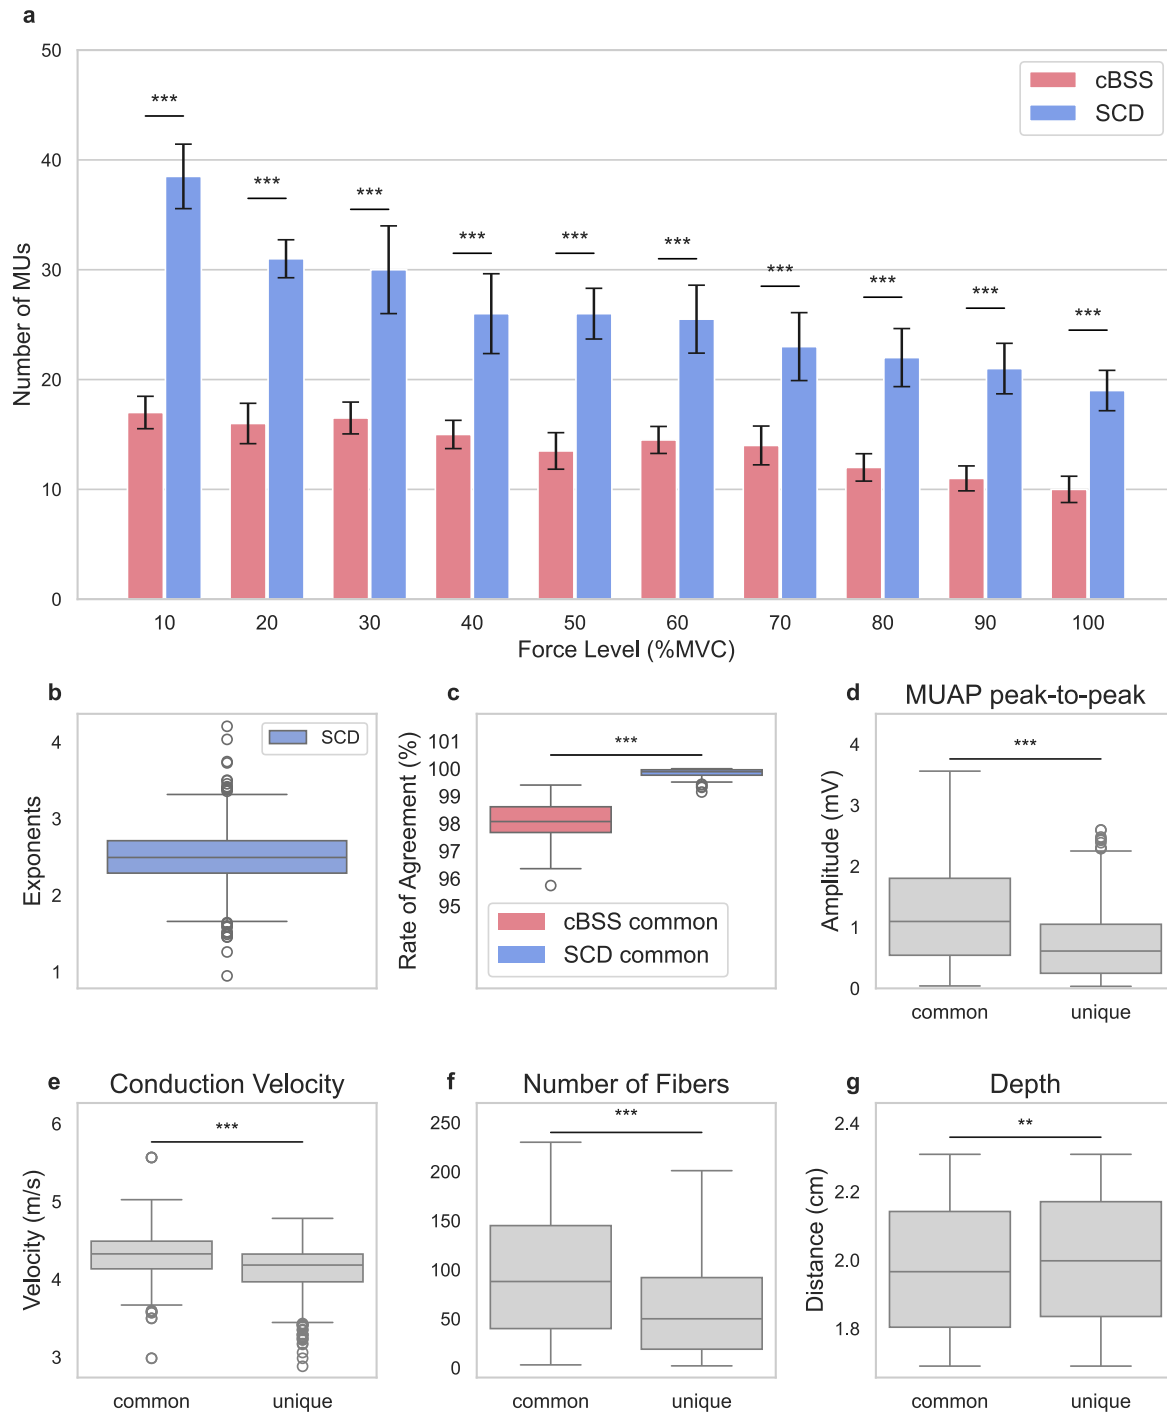 a
50
40
30
20
10
0
Number of MUs
cBSS
SCD
***
***
***
***
***
***
***
***
***
***
10 20 30 40 50 60 70 80 90 100
Force Level (%MVC)
b
4
3
2
1
Exponents
SCD
c
101
100
99
98
97
96
95
Rate of Agreement (%)
***
cBSS common
SCD common
d
MUAP peak-to-peak
4
3
2
1
0
Amplitude (mV)
***
common unique
e
Conduction Velocity
6
5
4
3
Velocity (m/s)
***
common unique
f
Number of Fibers
250
200
150
100
50
0
***
common unique
g
Depth
2.4
2.2
2.0
1.8
Distance (cm)
**
common unique